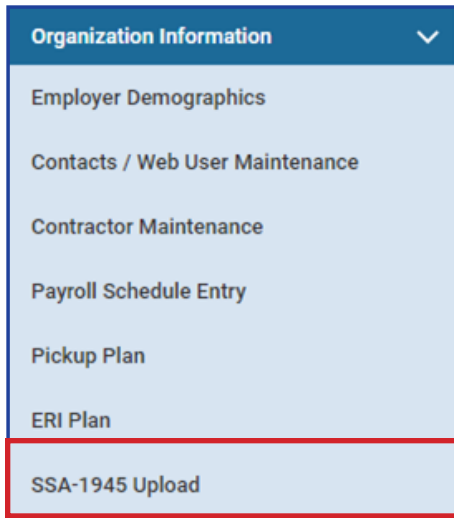 Organization Information
Employer Demographics
Contacts / Web User Maintenance
Contractor Maintenance
Payroll Schedule Entry
Pickup Plan
ERI Plan
SSA-1945 Upload